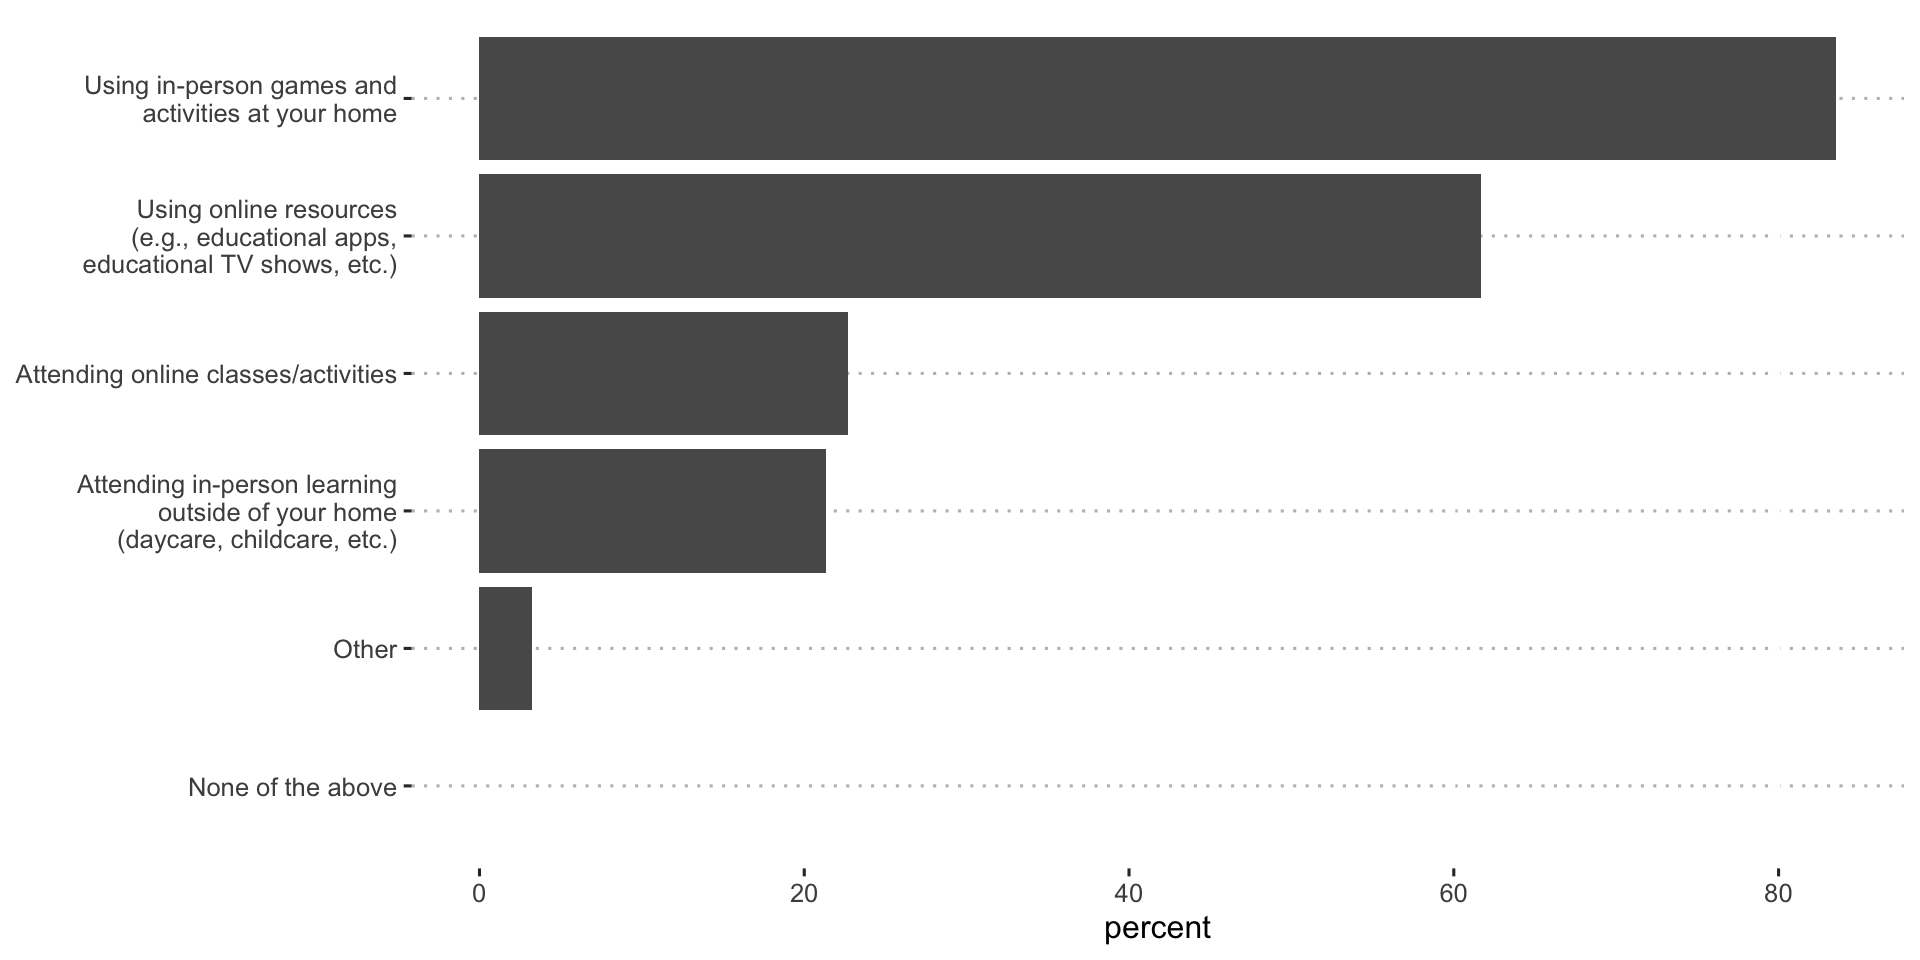 Using in-person games and
activities at your home
Using online resources
(e.g., educational apps,
educational TV shows, etc.)
Attending online classes/activities
Attending in-person learning
outside of your home
(daycare, childcare, etc.)
Other
None of the above
0 20 40 60 80
percent